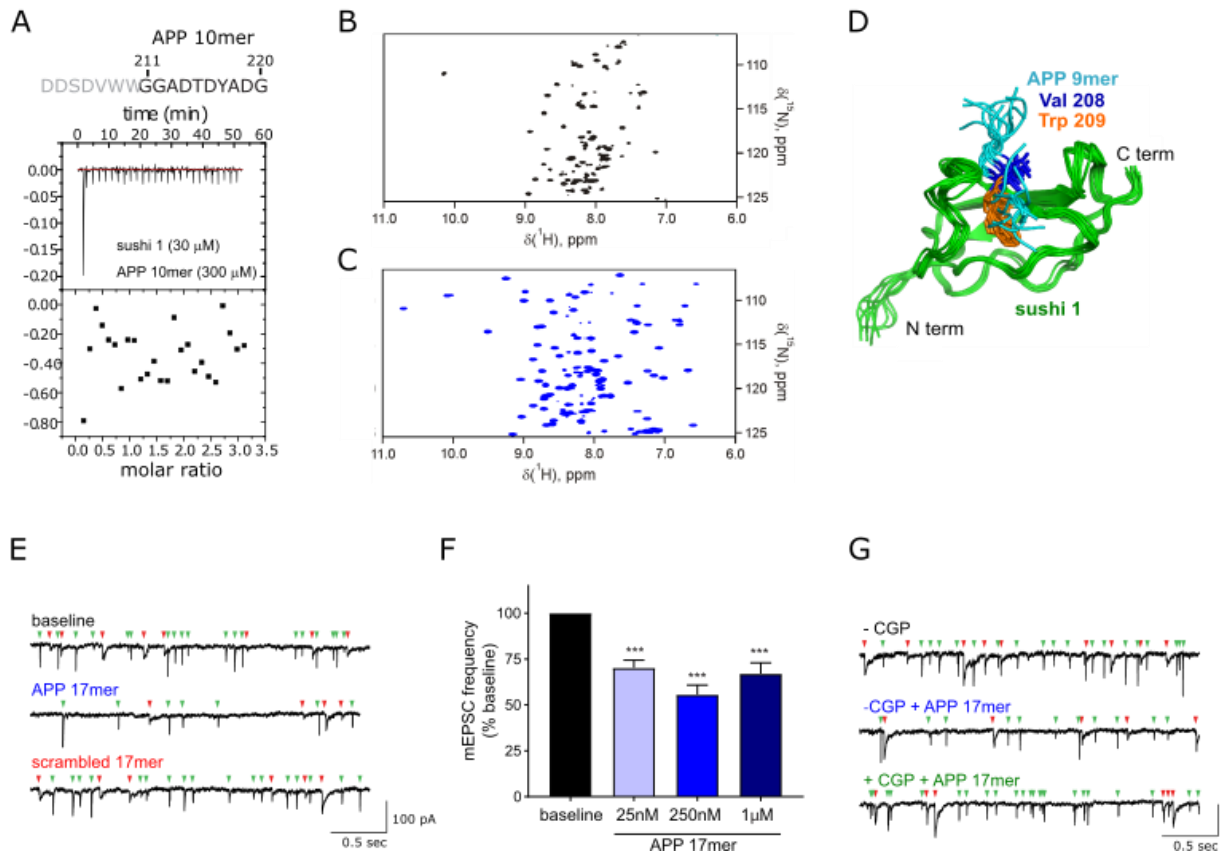 A
APP 10mer
211 220
DDSDVWWGGADTDYADG
time (min)
0 10 20 30 40 50 60
0.00
-0.05
-0.10
-0.15
-0.20
sushi 1 (30 μM)
APP 10mer (300 μM)
0.00
-0.20
-0.40
-0.60
-0.80
0.0 0.5 1.0 1.5 2.0 2.5 3.0 3.5
molar ratio
B
110
115
120
125
δ(¹⁵N), ppm
11.0 10.0 9.0 8.0 7.0 6.0
δ(¹H), ppm
C
110
115
120
125
δ(¹⁵N), ppm
11.0 10.0 9.0 8.0 7.0 6.0
δ(¹H), ppm
D
APP 9mer
Val 208
Trp 209
C term
N term
sushi 1
E
baseline
APP 17mer
scrambled 17mer
100 pA
0.5 sec
F
mEPSC frequency
(% baseline)
100
75
50
25
0
*** *** ***
baseline 25nM 250nM 1μM
APP 17mer
G
- CGP
-CGP + APP 17mer
+ CGP + APP 17mer
0.5 sec